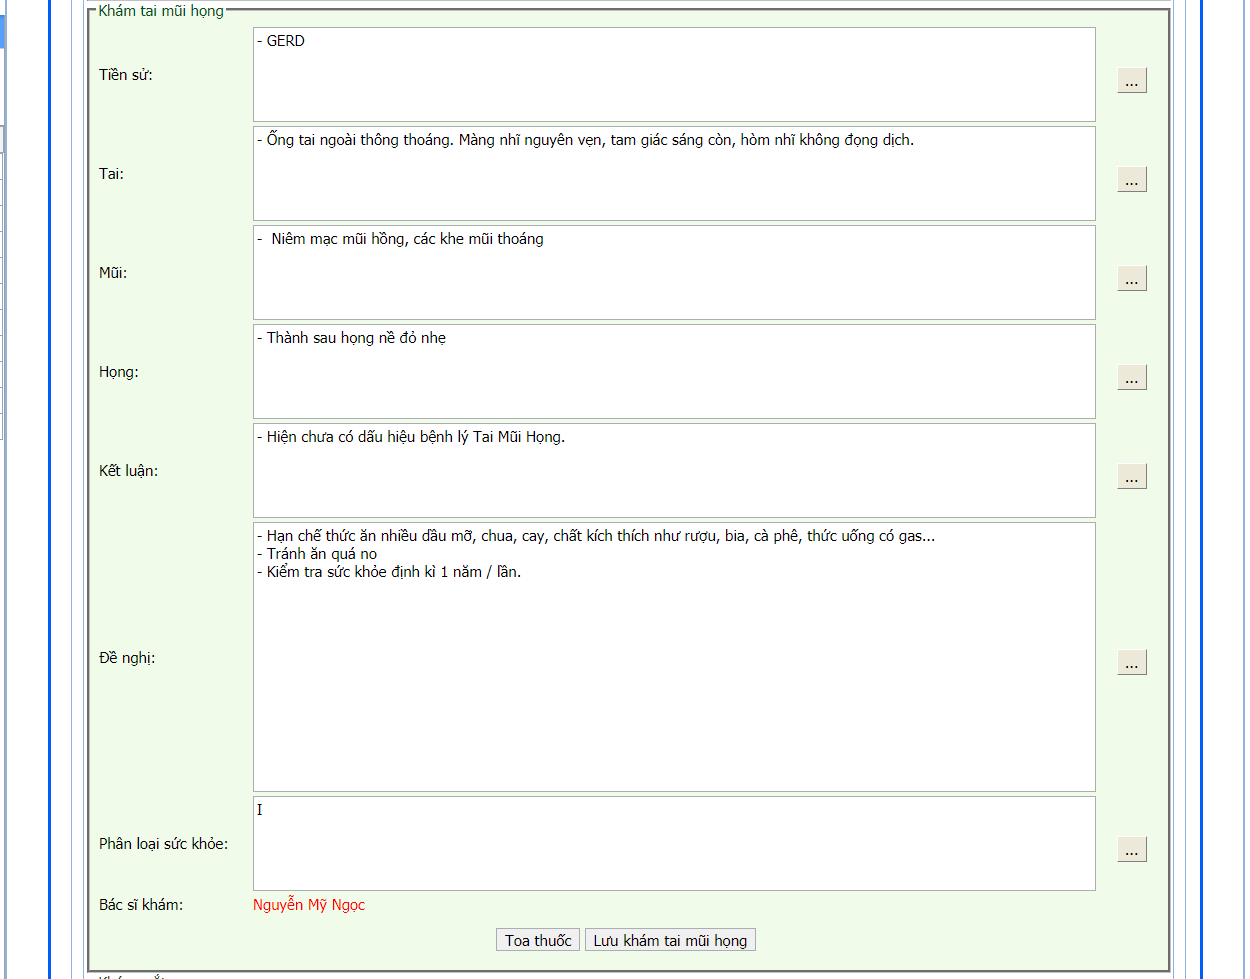 Khám tai mũi họng
Tiền sử:
- GERD
...
Tai:
- Ống tai ngoài thông thoáng. Màng nhĩ nguyên vẹn, tam giác sáng còn, hòm nhĩ không đọng dịch.
...
Mũi:
-  Niêm mạc mũi hồng, các khe mũi thoáng
...
Họng:
- Thành sau họng nề đỏ nhẹ
...
Kết luận:
- Hiện chưa có dấu hiệu bệnh lý Tai Mũi Họng.
...
Đề nghị:
- Hạn chế thức ăn nhiều dầu mỡ, chua, cay, chất kích thích như rượu, bia, cà phê, thức uống có gas...
- Tránh ăn quá no
- Kiểm tra sức khỏe định kì 1 năm / lần.
...
Phân loại sức khỏe:
I
...
Bác sĩ khám:
Nguyễn Mỹ Ngọc
Toa thuốc
Lưu khám tai mũi họng